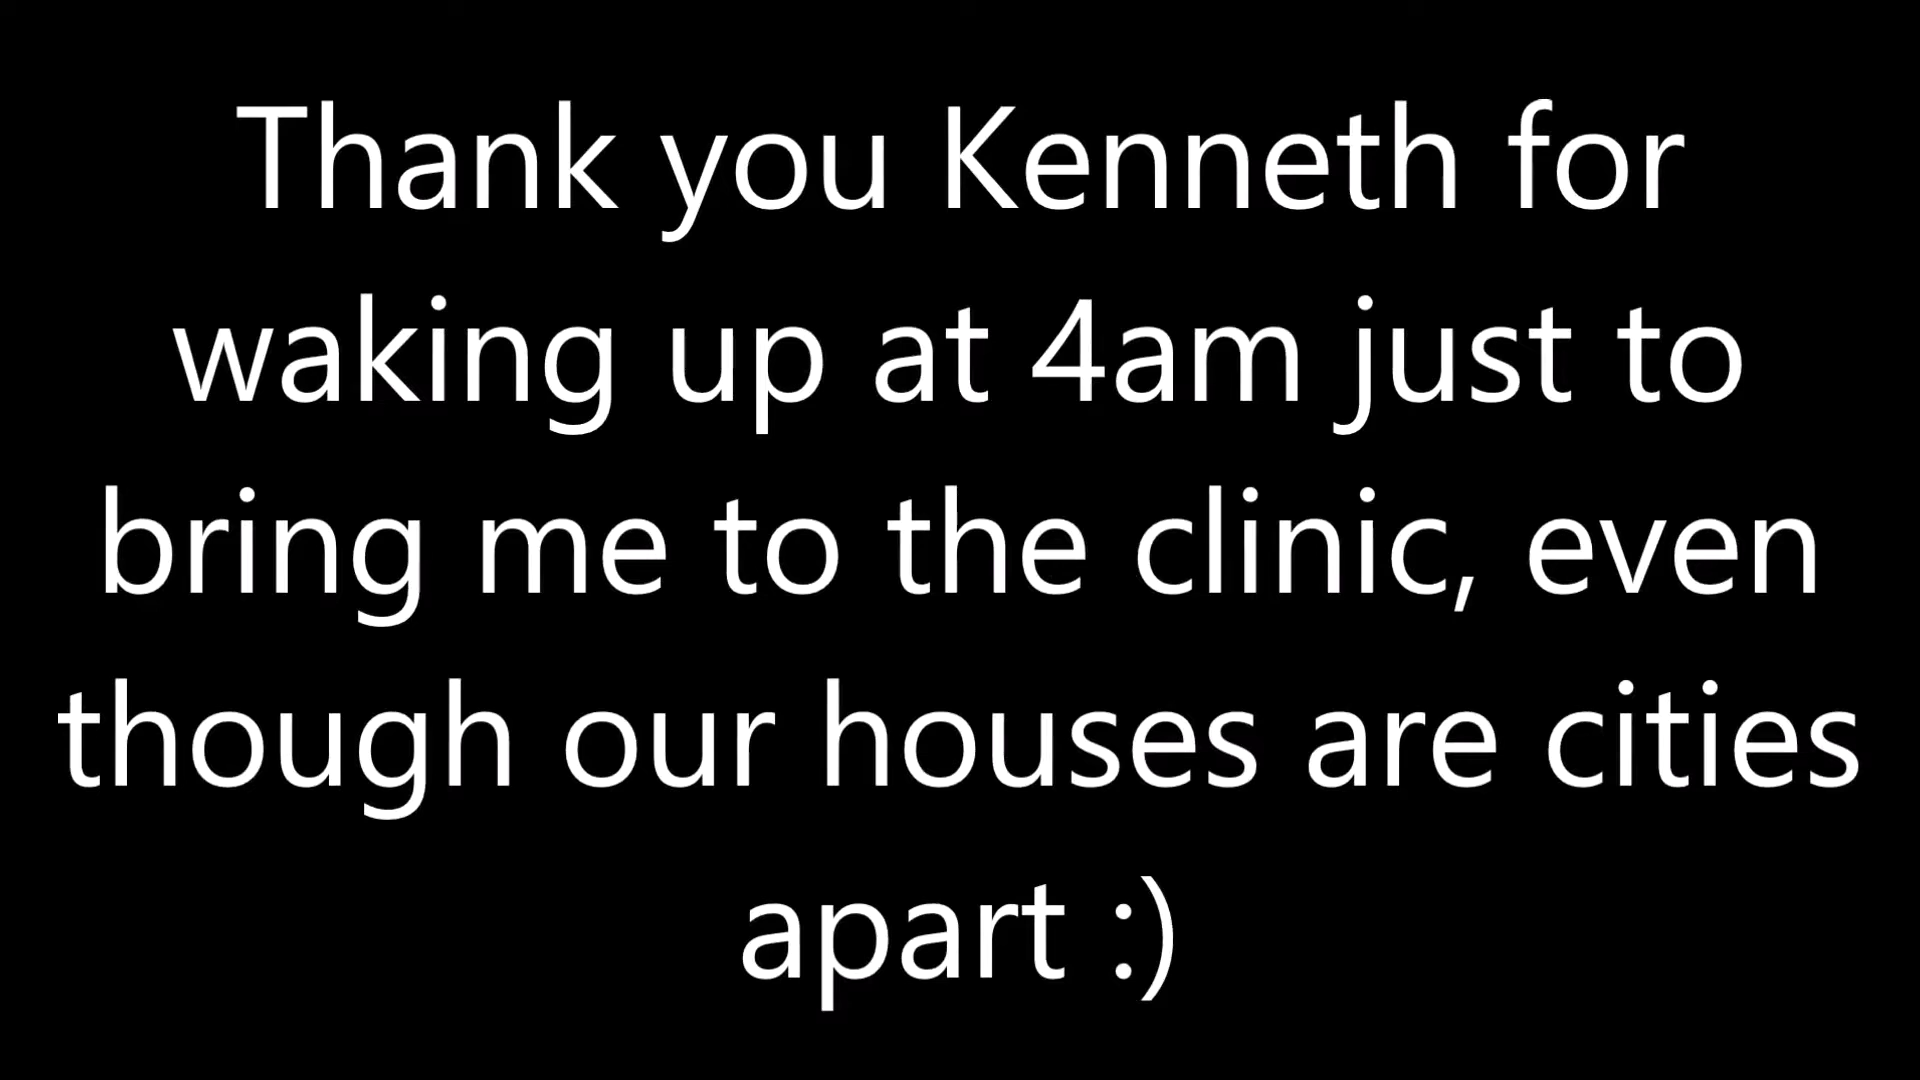 Thank you Kenneth for
waking up at 4am just to
bring me to the clinic, even
though our houses are cities
apart :)